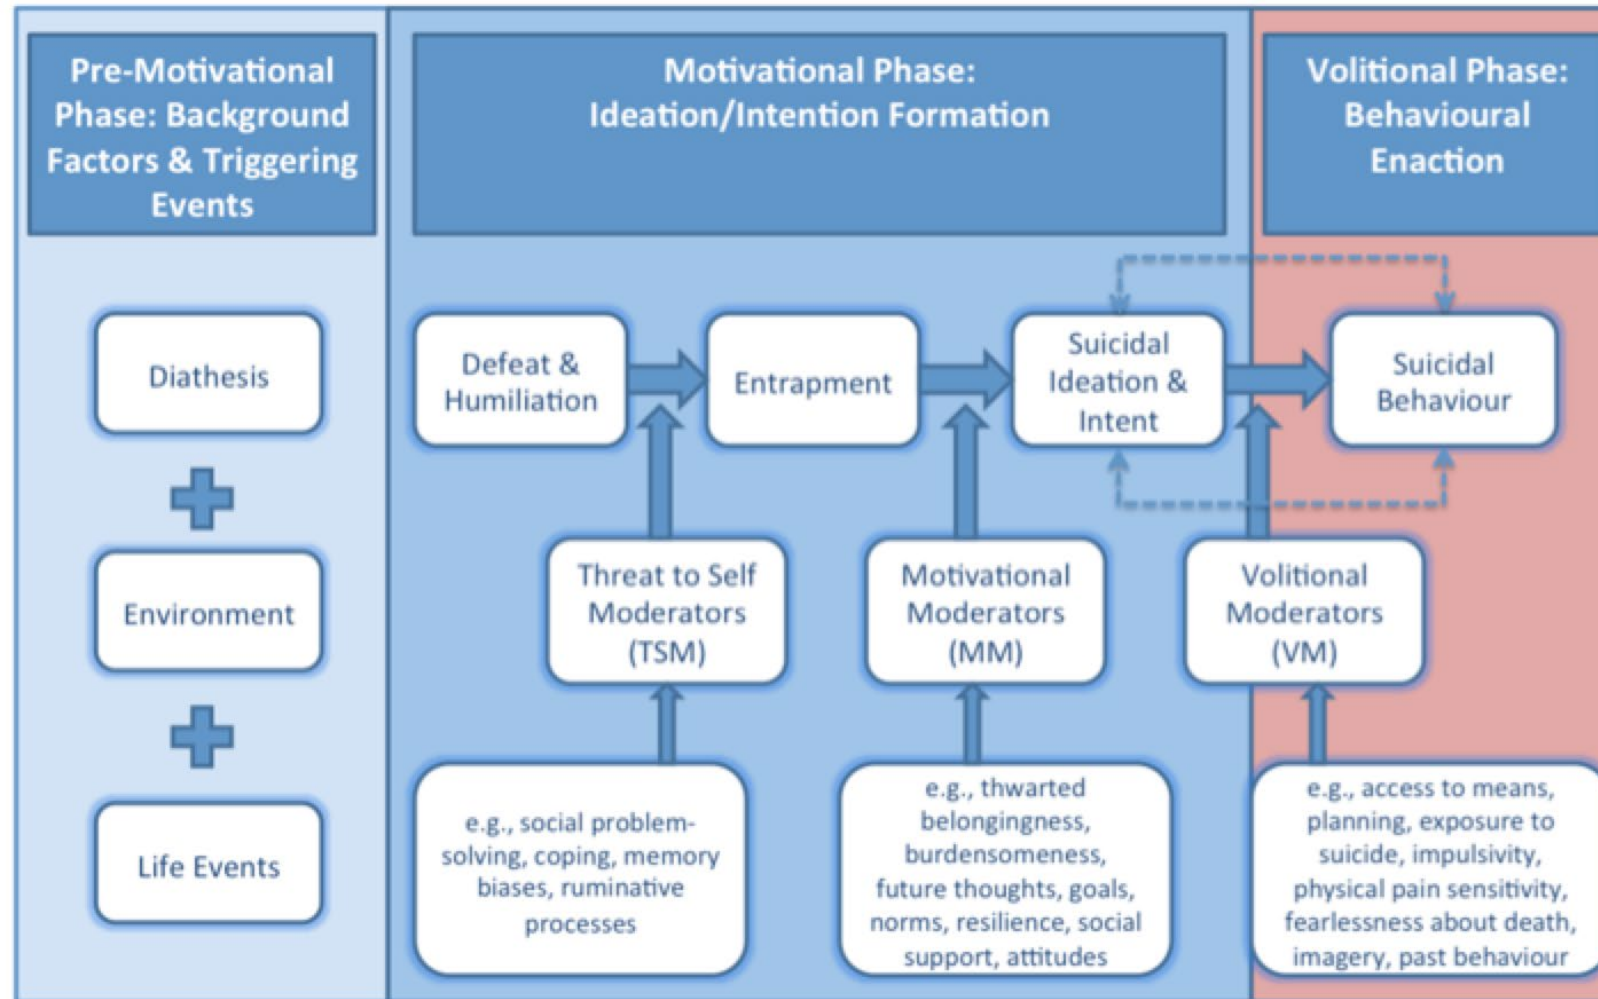 Pre-Motivational
Phase: Background
Factors & Triggering
Events
Motivational Phase:
Ideation/Intention Formation
Volitional Phase:
Behavioural
Enaction
Diathesis
Environment
Life Events
Defeat &
Humiliation
Entrapment
Suicidal
Ideation &
Intent
Suicidal
Behaviour
Threat to Self
Moderators
(TSM)
Motivational
Moderators
(MM)
Volitional
Moderators
(VM)
e.g., social problem-
solving, coping, memory
biases, ruminative
processes
e.g., thwarted
belongingness,
burdensomeness,
future thoughts, goals,
norms, resilience, social
support, attitudes
e.g., access to means,
planning, exposure to
suicide, impulsivity,
physical pain sensitivity,
fearlessness about death,
imagery, past behaviour